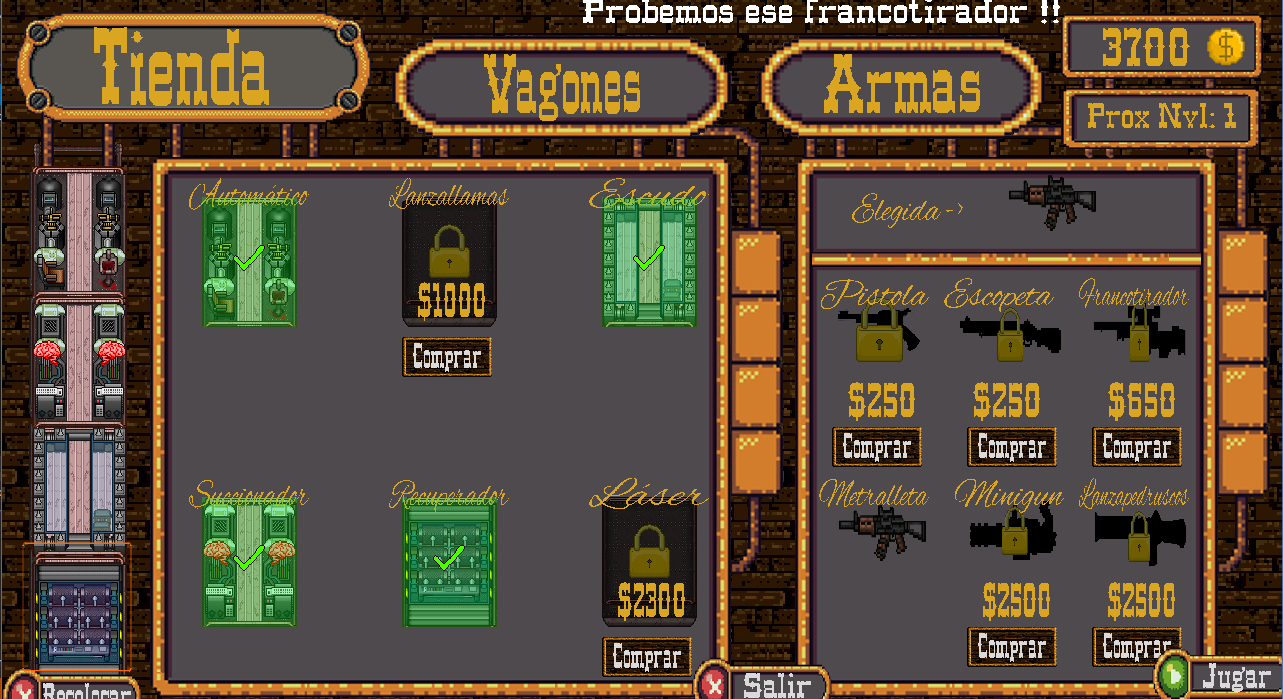 Probemos ese francotirador !!
Tienda
Vagones
Armas
3700
Prox Nvl: 1
Automático
Lanzallamas
Escudo
$1000
Comprar
Succionador
Recuperador
Láser
$2300
Comprar
Elegida ->
Pistola
Escopeta
Francotirador
$250
$250
$650
Comprar
Comprar
Comprar
Metralleta
Minigun
Lanzapedruscos
$2500
$2500
Comprar
Comprar
Recolocar
Salir
Jugar